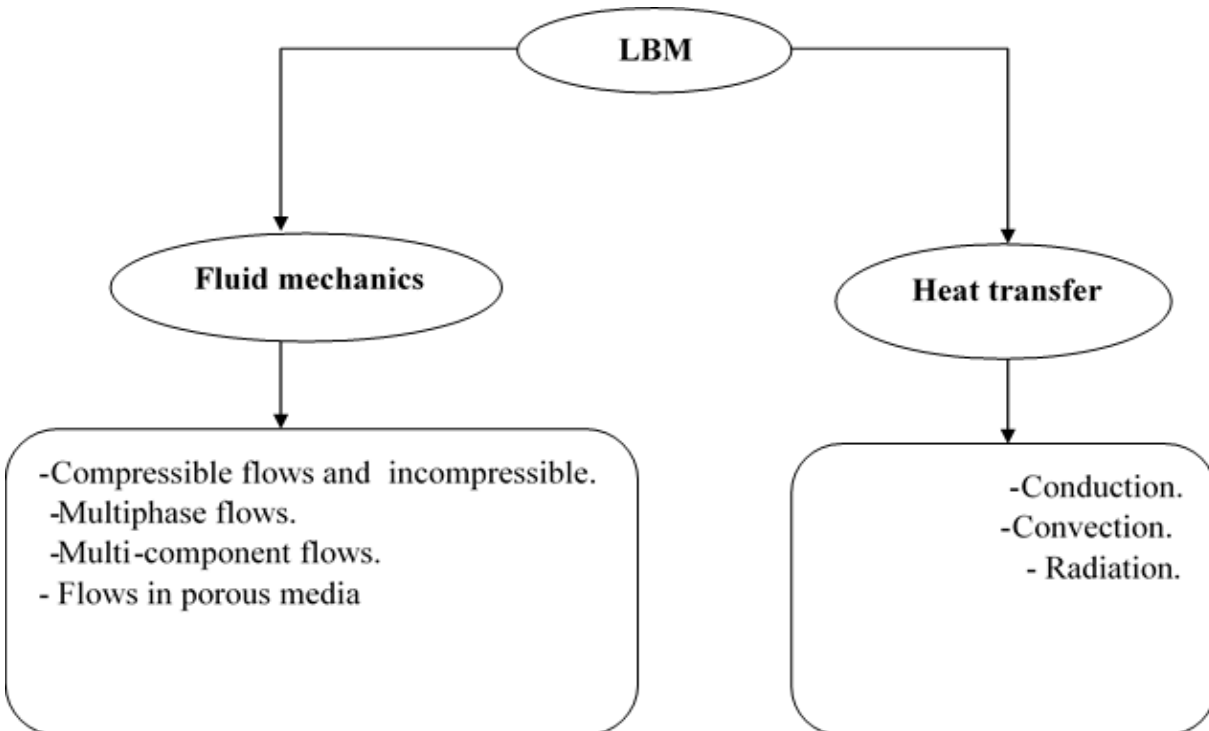 LBM
Fluid mechanics
Heat transfer
-Compressible flows and  incompressible.
-Multiphase flows.
-Multi-component flows.
- Flows in porous media
-Conduction.
-Convection.
- Radiation.